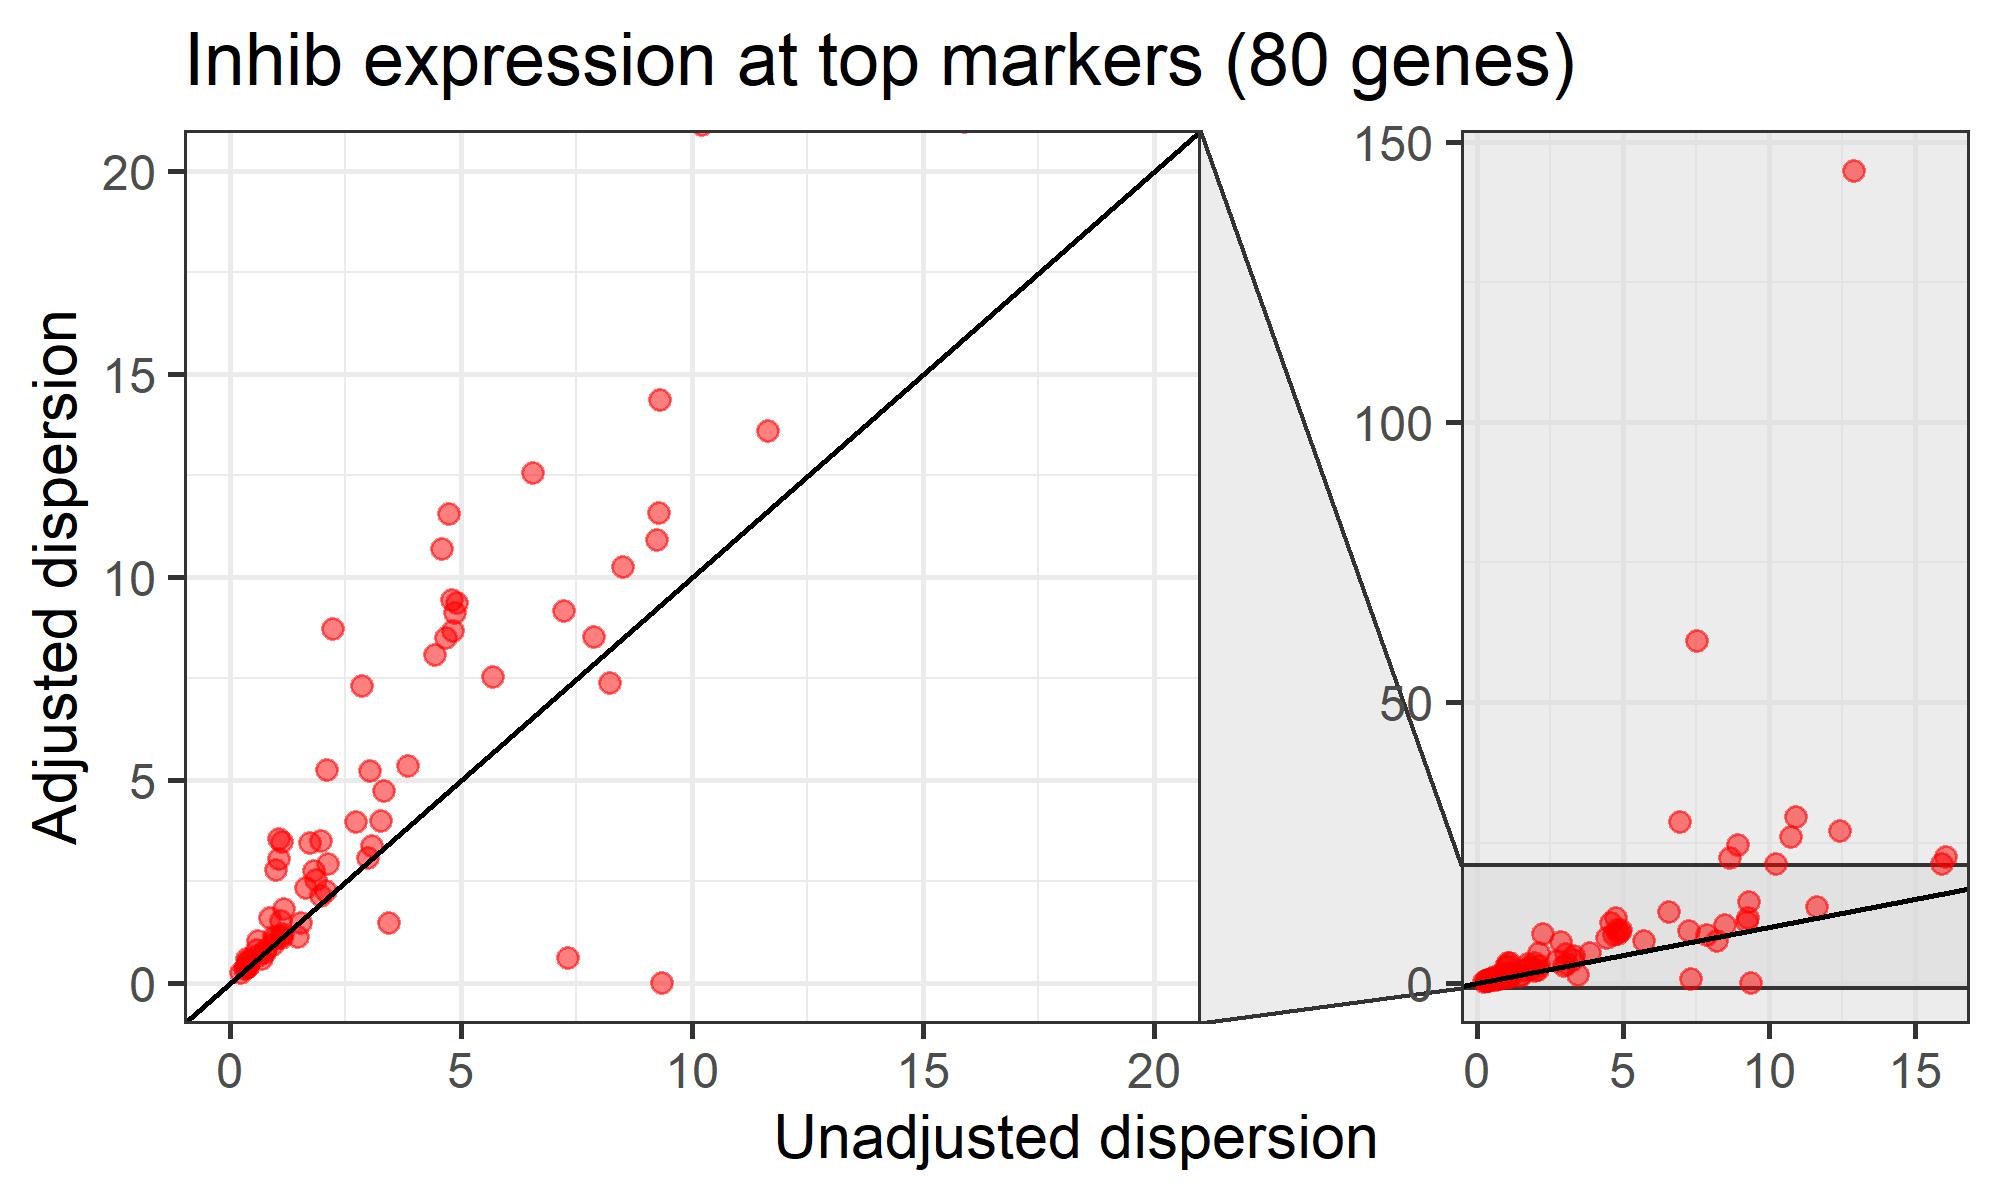 Inhib expression at top markers (80 genes)
Adjusted dispersion
20
15
10
5
0
0 5 10 15 20
150
100
50
0
0 5 10 15
Unadjusted dispersion